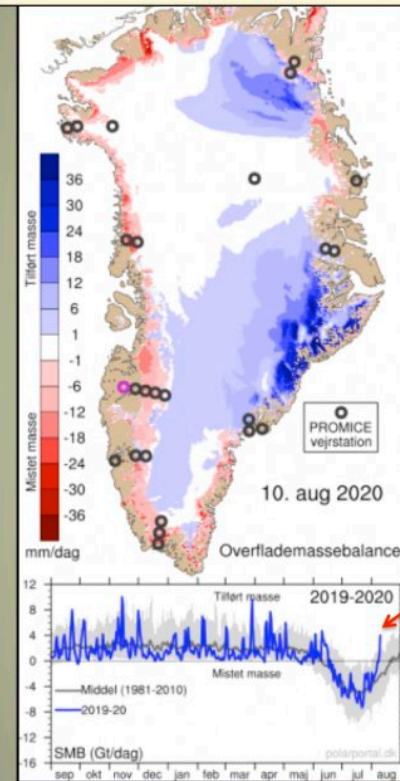 Tilført masse
36
30
24
18
12
6
1
-1
-6
-12
-18
-24
-30
-36
Mistet masse
mm/dag
PROMICE
vejrstation
10. aug 2020
Overflademassebalance
12
8
4
0
-4
-8
-12
-16
Tilført masse
2019-2020
Mistet masse
Middel (1981-2010)
2019-20
SMB (Gt/dag)
polarportal.dk
sep okt nov dec jan feb mar apr maj jun jul aug